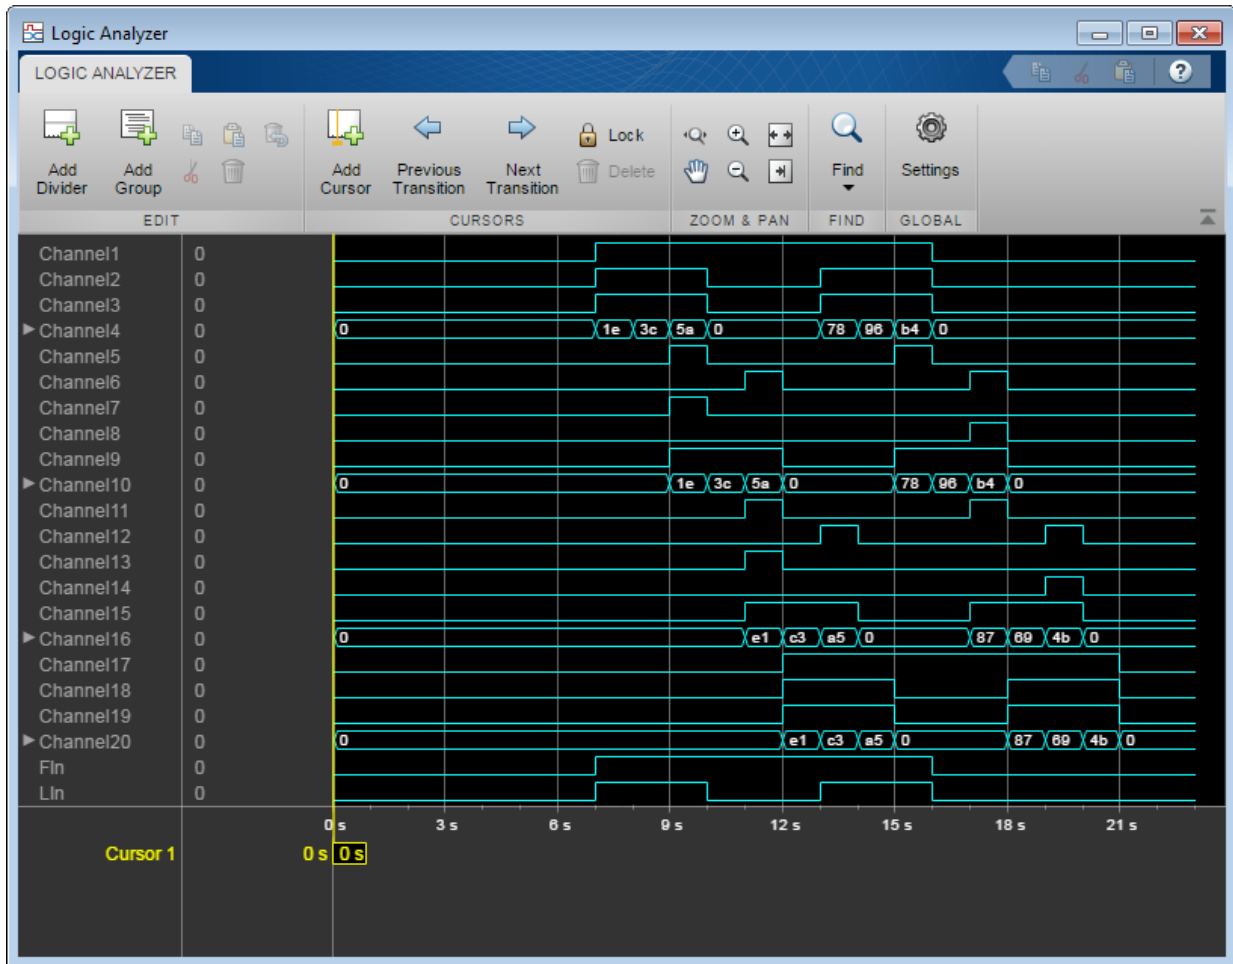 Logic Analyzer
LOGIC ANALYZER
?
Add Divider
Add Group
Add Cursor
Previous Transition
Next Transition
Lock
Delete
Find
Settings
EDIT
CURSORS
ZOOM & PAN
FIND
GLOBAL
Channel1 0
Channel2 0
Channel3 0
Channel4 0 0 1e 3c 5a 0 78 96 b4 0
Channel5 0
Channel6 0
Channel7 0
Channel8 0
Channel9 0
Channel10 0 0 1e 3c 5a 0 78 96 b4 0
Channel11 0
Channel12 0
Channel13 0
Channel14 0
Channel15 0
Channel16 0 0 e1 c3 a5 0 87 69 4b 0
Channel17 0
Channel18 0
Channel19 0
Channel20 0 0 e1 c3 a5 0 87 69 4b 0
FIn 0
LIn 0
0 s 3 s 6 s 9 s 12 s 15 s 18 s 21 s
Cursor 1 0 s 0 s